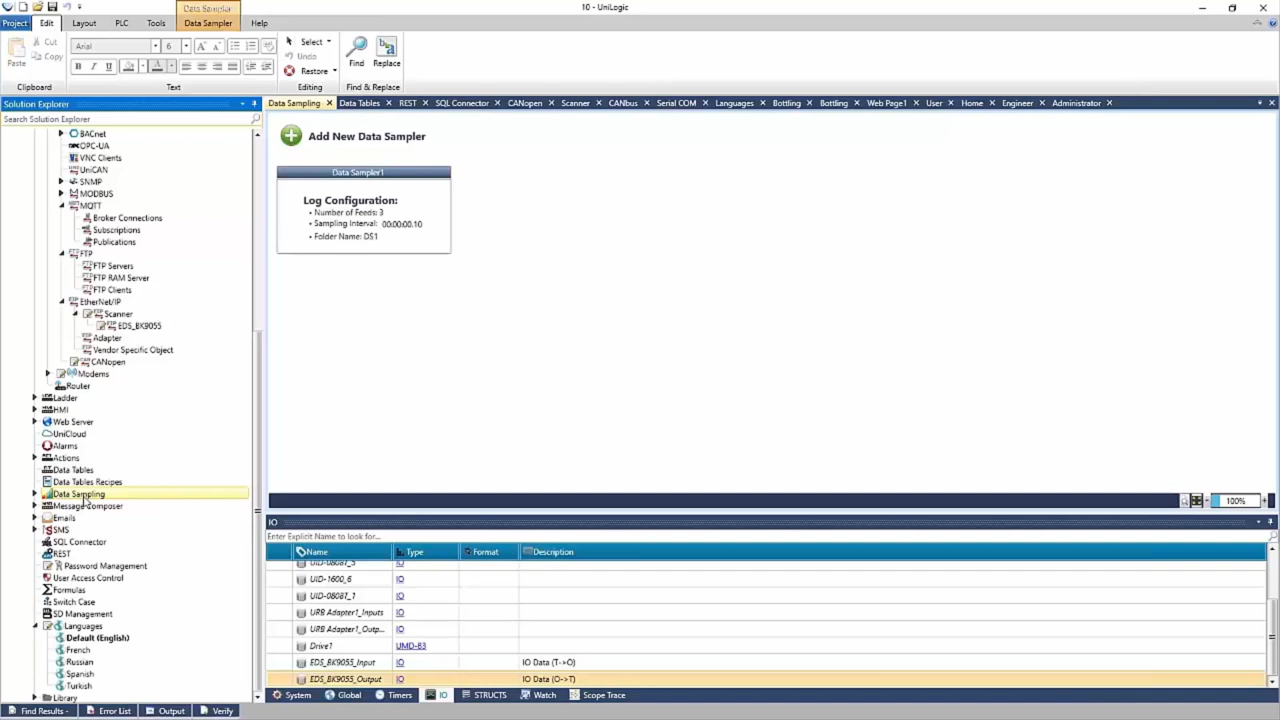 Data Sampler
10 - UniLogic
Project Edit Layout PLC Tools Data Sampler Help
Paste Cut Copy
Arial 6
B I U A
Select
Undo
Restore
Find Replace
Clipboard Text Editing Find & Replace
Solution Explorer
Search Solution Explorer
BACnet
OPC-UA
VNC Clients
UniCAN
SNMP
MODBUS
MQTT
Broker Connections
Subscriptions
Publications
FTP
FTP Servers
FTP RAM Server
FTP Clients
EtherNet/IP
Scanner
EDS_BK9055
Adapter
Vendor Specific Object
CANopen
Modems
Router
Ladder
HMI
Web Server
UniCloud
Alarms
Actions
Data Tables
Data Tables Recipes
Data Sampling
Message Composer
Emails
SMS
SQL Connector
REST
Password Management
User Access Control
Formulas
Switch Case
SD Management
Languages
Default (English)
French
Russian
Spanish
Turkish
Library
Data Sampling Data Tables REST SQL Connector CANopen Scanner CANbus Serial COM Languages Bottling Bottling Web Page1 User Home Engineer Administrator
Add New Data Sampler
Data Sampler1
Log Configuration:
• Number of Feeds: 3
• Sampling Interval: 00:00:00.10
• Folder Name: DS1
100%
IO
Enter Explicit Name to look for...
Name Type Format Description
UID-0808T_5 IO
UID-1600_6 IO
UID-0808T_1 IO
URB Adapter1_Inputs IO
URB Adapter1_Outp... IO
Drive1 UMD-B3
EDS_BK9055_Input IO IO Data (T->O)
EDS_BK9055_Output IO IO Data (O->T)
System Global Timers IO STRUCTS Watch Scope Trace
Find Results - Error List Output Verify